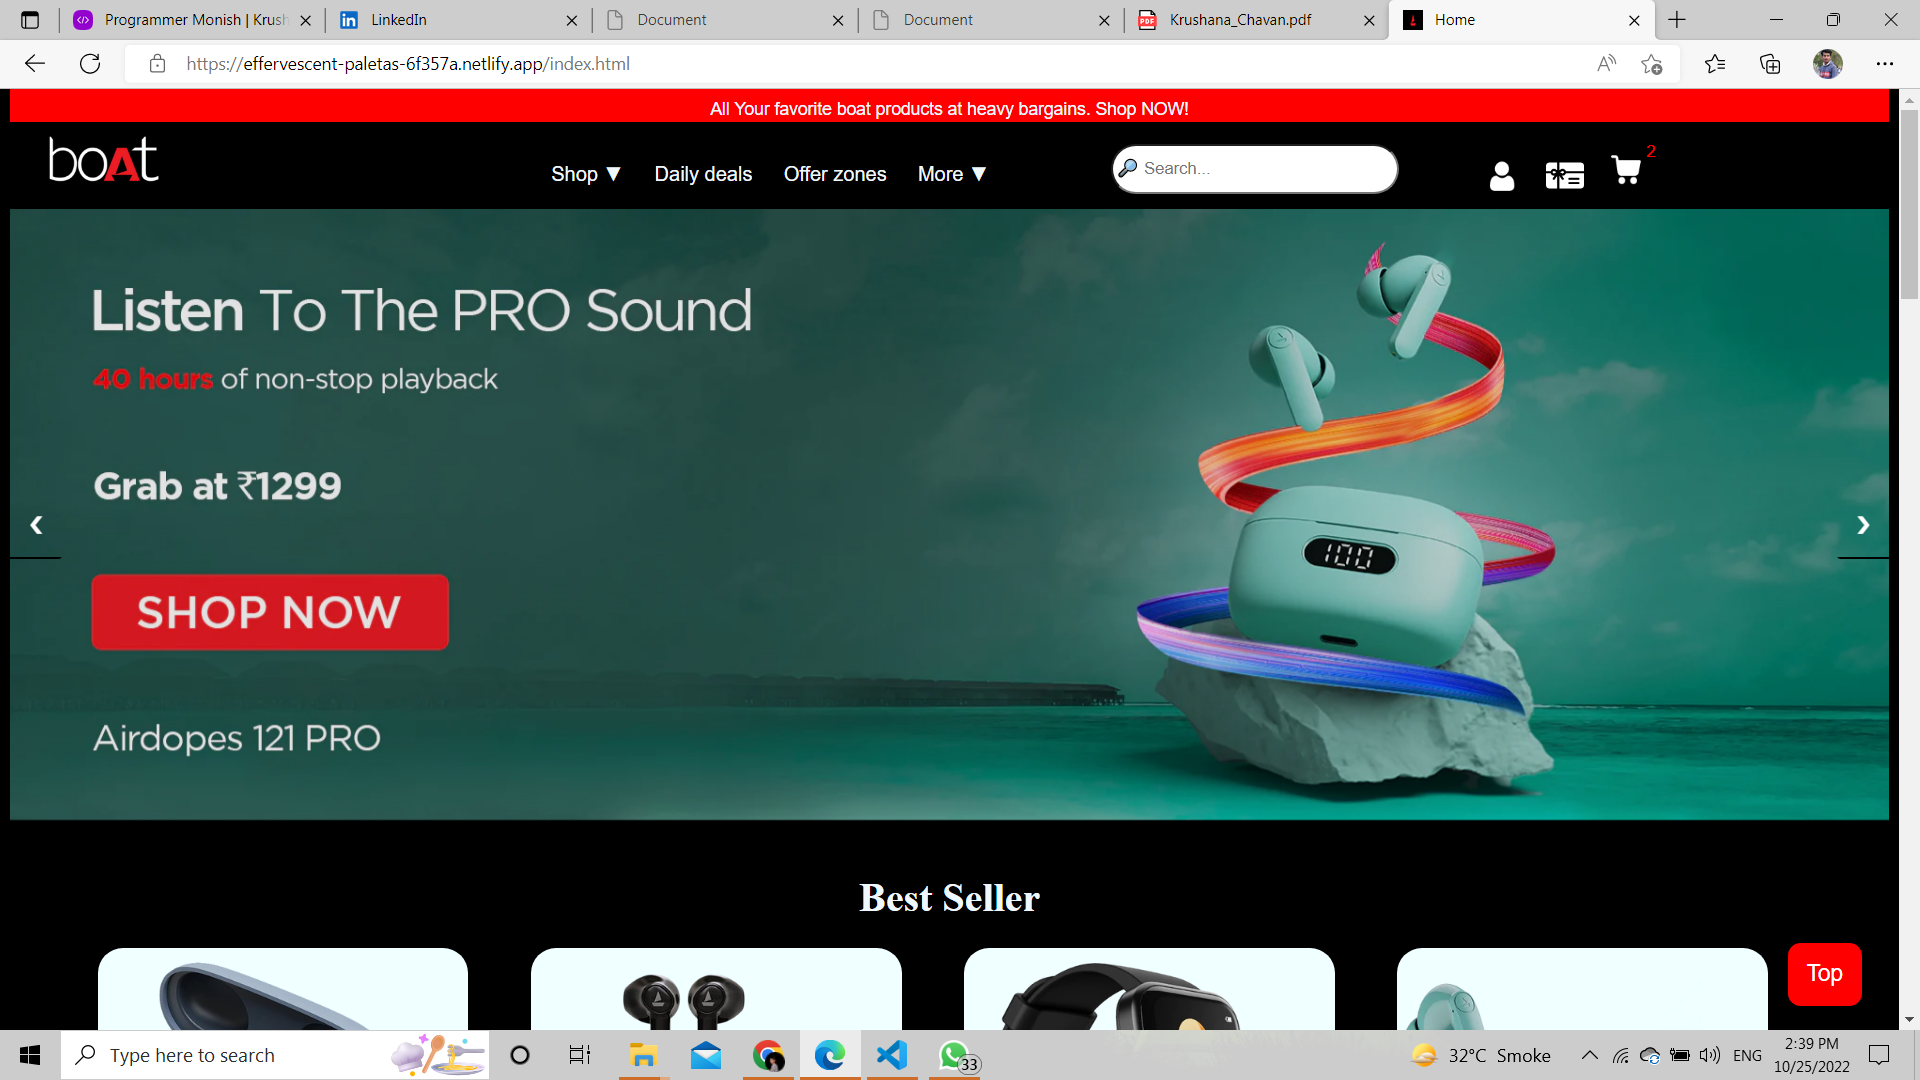 Programmer Monish | Krush
LinkedIn
Document
Document
Krushana_Chavan.pdf
Home
https://effervescent-paletas-6f357a.netlify.app/index.html
All Your favorite boat products at heavy bargains. Shop NOW!
boAt
Shop ▼
Daily deals
Offer zones
More ▼
Search...
2
Listen To The PRO Sound
40 hours of non-stop playback
Grab at ₹1299
SHOP NOW
Airdopes 121 PRO
100
❮
❯
Best Seller
Top
Type here to search
33
32°C Smoke
ENG
2:39 PM
10/25/2022